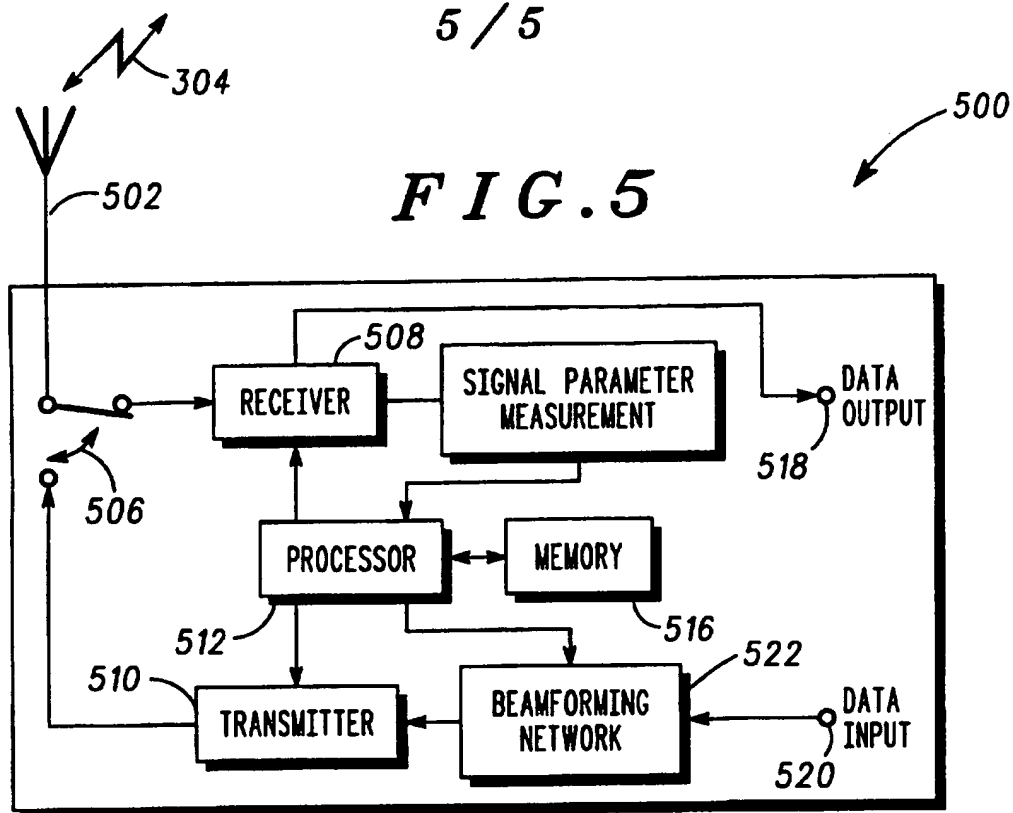 5/5
304
500
502
FIG.5
508
RECEIVER
SIGNAL PARAMETER
MEASUREMENT
DATA
OUTPUT
518
506
PROCESSOR
MEMORY
512
516
510
522
TRANSMITTER
BEAMFORMING
NETWORK
DATA
INPUT
520